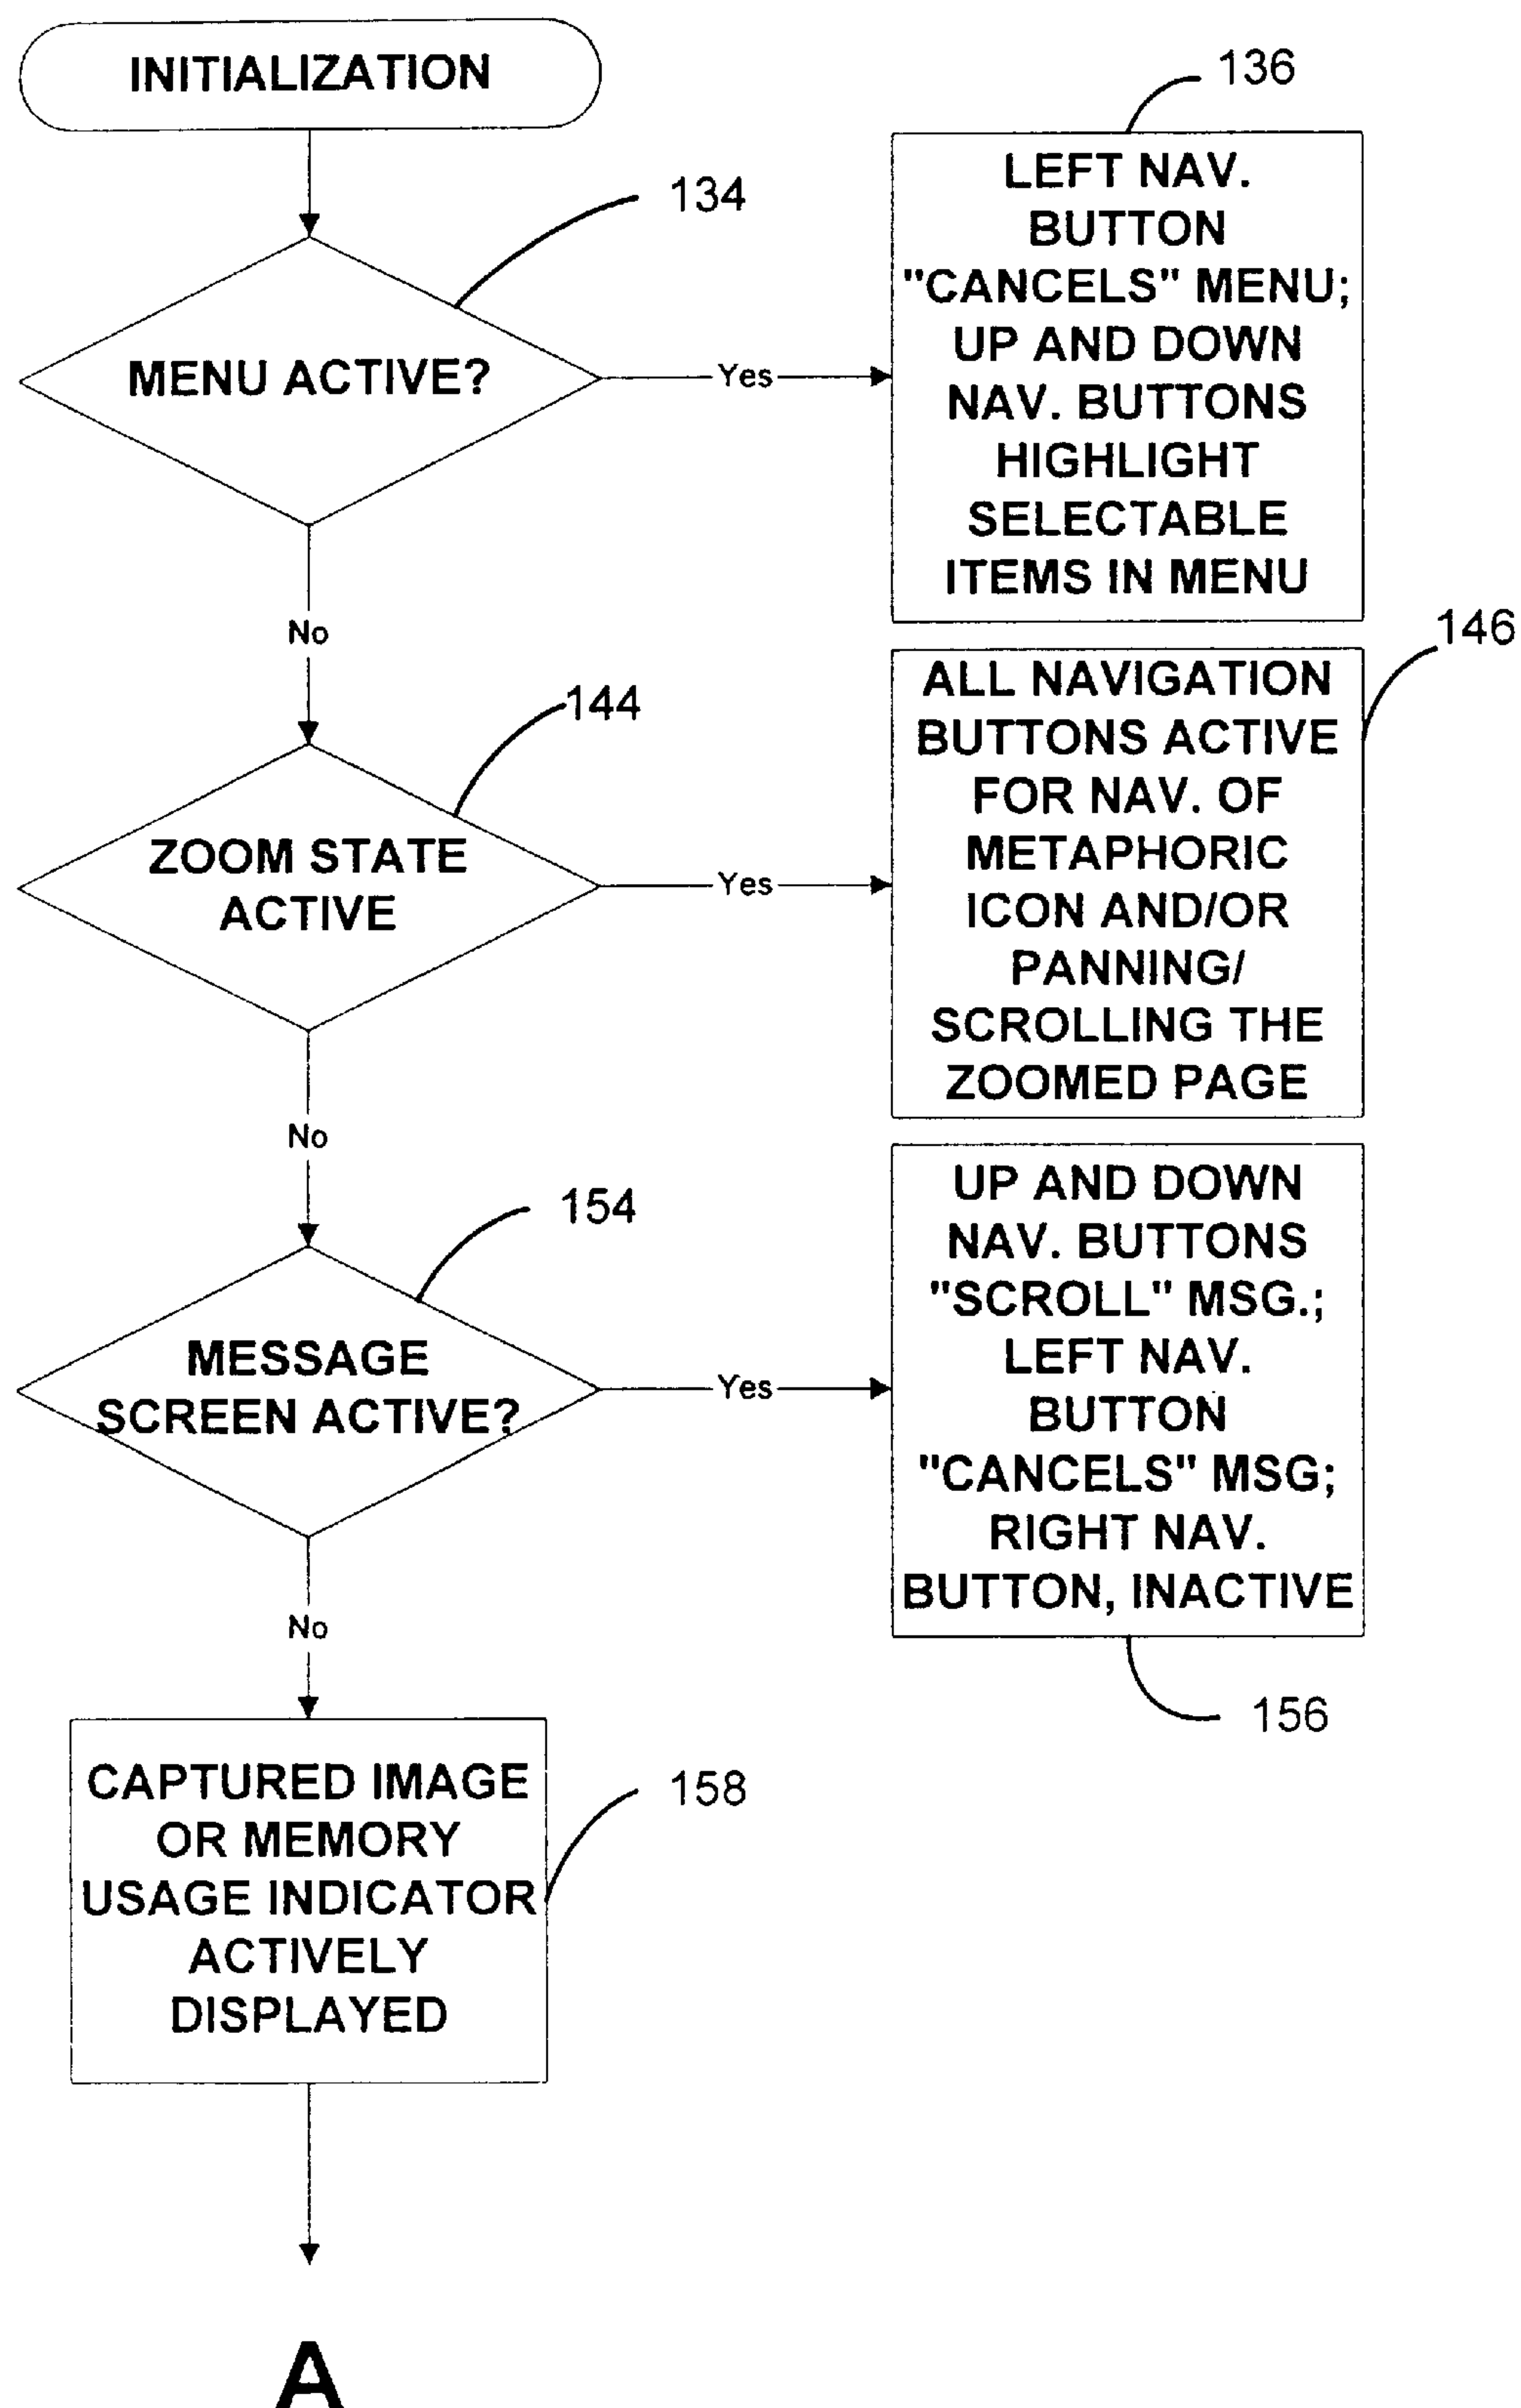 INITIALIZATION
136
134
LEFT NAV.
BUTTON
"CANCELS" MENU;
UP AND DOWN
NAV. BUTTONS
HIGHLIGHT
SELECTABLE
ITEMS IN MENU
MENU ACTIVE?
Yes
No
146
144
ALL NAVIGATION
BUTTONS ACTIVE
FOR NAV. OF
METAPHORIC
ICON AND/OR
PANNING/
SCROLLING THE
ZOOMED PAGE
ZOOM STATE
ACTIVE
Yes
No
154
UP AND DOWN
NAV. BUTTONS
"SCROLL" MSG.;
LEFT NAV.
BUTTON
"CANCELS" MSG;
RIGHT NAV.
BUTTON, INACTIVE
MESSAGE
SCREEN ACTIVE?
Yes
No
156
158
CAPTURED IMAGE
OR MEMORY
USAGE INDICATOR
ACTIVELY
DISPLAYED
A